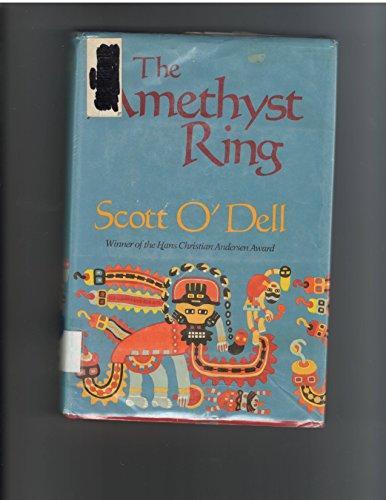 The
Amethyst
Ring
Scott O'Dell
Winner of the Hans Christian Andersen Award